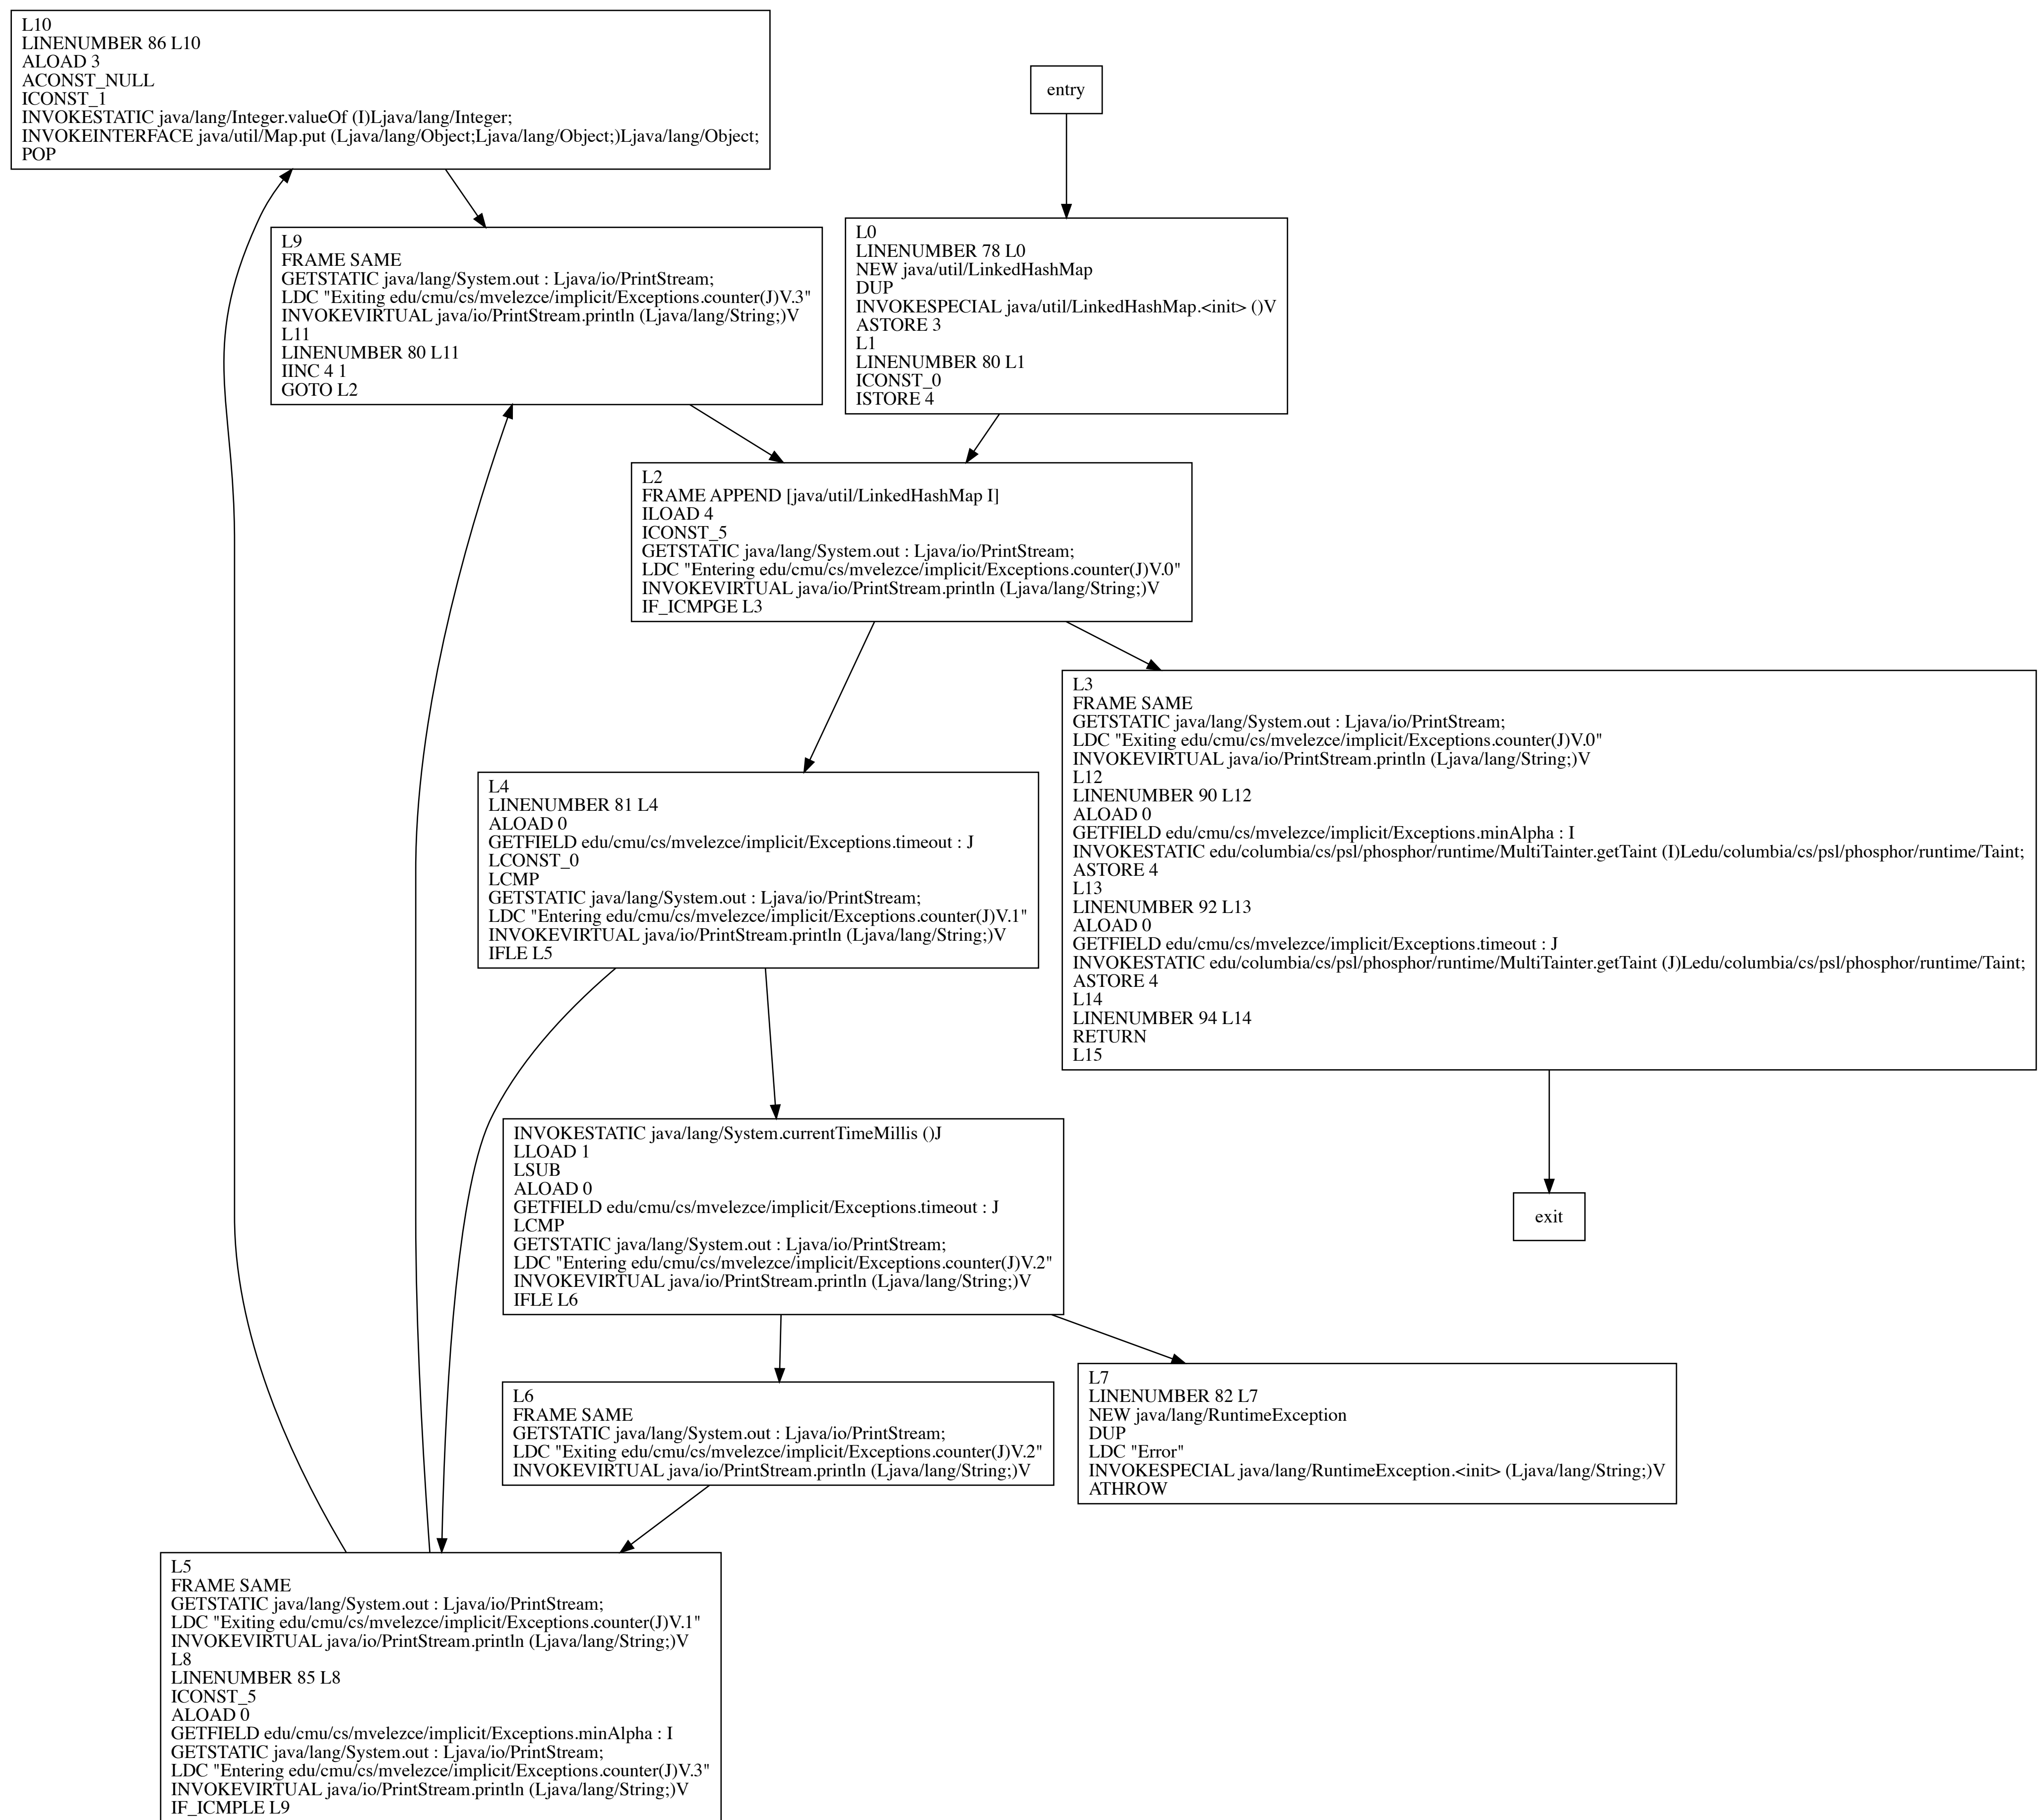 L10
LINENUMBER 86 L10
ALOAD 3
ACONST_NULL
ICONST_1
INVOKESTATIC java/lang/Integer.valueOf (I)Ljava/lang/Integer;
INVOKEINTERFACE java/util/Map.put (Ljava/lang/Object;Ljava/lang/Object;)Ljava/lang/Object;
POP
entry
L9
FRAME SAME
GETSTATIC java/lang/System.out : Ljava/io/PrintStream;
LDC "Exiting edu/cmu/cs/mvelezce/implicit/Exceptions.counter(J)V.3"
INVOKEVIRTUAL java/io/PrintStream.println (Ljava/lang/String;)V
L11
LINENUMBER 80 L11
IINC 4 1
GOTO L2
L0
LINENUMBER 78 L0
NEW java/util/LinkedHashMap
DUP
INVOKESPECIAL java/util/LinkedHashMap.<init> ()V
ASTORE 3
L1
LINENUMBER 80 L1
ICONST_0
ISTORE 4
L2
FRAME APPEND [java/util/LinkedHashMap I]
ILOAD 4
ICONST_5
GETSTATIC java/lang/System.out : Ljava/io/PrintStream;
LDC "Entering edu/cmu/cs/mvelezce/implicit/Exceptions.counter(J)V.0"
INVOKEVIRTUAL java/io/PrintStream.println (Ljava/lang/String;)V
IF_ICMPGE L3
L3
FRAME SAME
GETSTATIC java/lang/System.out : Ljava/io/PrintStream;
LDC "Exiting edu/cmu/cs/mvelezce/implicit/Exceptions.counter(J)V.0"
INVOKEVIRTUAL java/io/PrintStream.println (Ljava/lang/String;)V
L12
LINENUMBER 90 L12
ALOAD 0
GETFIELD edu/cmu/cs/mvelezce/implicit/Exceptions.minAlpha : I
INVOKESTATIC edu/columbia/cs/psl/phosphor/runtime/MultiTainter.getTaint (I)Ledu/columbia/cs/psl/phosphor/runtime/Taint;
ASTORE 4
L13
LINENUMBER 92 L13
ALOAD 0
GETFIELD edu/cmu/cs/mvelezce/implicit/Exceptions.timeout : J
INVOKESTATIC edu/columbia/cs/psl/phosphor/runtime/MultiTainter.getTaint (J)Ledu/columbia/cs/psl/phosphor/runtime/Taint;
ASTORE 4
L14
LINENUMBER 94 L14
RETURN
L15
L4
LINENUMBER 81 L4
ALOAD 0
GETFIELD edu/cmu/cs/mvelezce/implicit/Exceptions.timeout : J
LCONST_0
LCMP
GETSTATIC java/lang/System.out : Ljava/io/PrintStream;
LDC "Entering edu/cmu/cs/mvelezce/implicit/Exceptions.counter(J)V.1"
INVOKEVIRTUAL java/io/PrintStream.println (Ljava/lang/String;)V
IFLE L5
INVOKESTATIC java/lang/System.currentTimeMillis ()J
LLOAD 1
LSUB
ALOAD 0
GETFIELD edu/cmu/cs/mvelezce/implicit/Exceptions.timeout : J
LCMP
GETSTATIC java/lang/System.out : Ljava/io/PrintStream;
LDC "Entering edu/cmu/cs/mvelezce/implicit/Exceptions.counter(J)V.2"
INVOKEVIRTUAL java/io/PrintStream.println (Ljava/lang/String;)V
IFLE L6
exit
L6
FRAME SAME
GETSTATIC java/lang/System.out : Ljava/io/PrintStream;
LDC "Exiting edu/cmu/cs/mvelezce/implicit/Exceptions.counter(J)V.2"
INVOKEVIRTUAL java/io/PrintStream.println (Ljava/lang/String;)V
L7
LINENUMBER 82 L7
NEW java/lang/RuntimeException
DUP
LDC "Error"
INVOKESPECIAL java/lang/RuntimeException.<init> (Ljava/lang/String;)V
ATHROW
L5
FRAME SAME
GETSTATIC java/lang/System.out : Ljava/io/PrintStream;
LDC "Exiting edu/cmu/cs/mvelezce/implicit/Exceptions.counter(J)V.1"
INVOKEVIRTUAL java/io/PrintStream.println (Ljava/lang/String;)V
L8
LINENUMBER 85 L8
ICONST_5
ALOAD 0
GETFIELD edu/cmu/cs/mvelezce/implicit/Exceptions.minAlpha : I
GETSTATIC java/lang/System.out : Ljava/io/PrintStream;
LDC "Entering edu/cmu/cs/mvelezce/implicit/Exceptions.counter(J)V.3"
INVOKEVIRTUAL java/io/PrintStream.println (Ljava/lang/String;)V
IF_ICMPLE L9